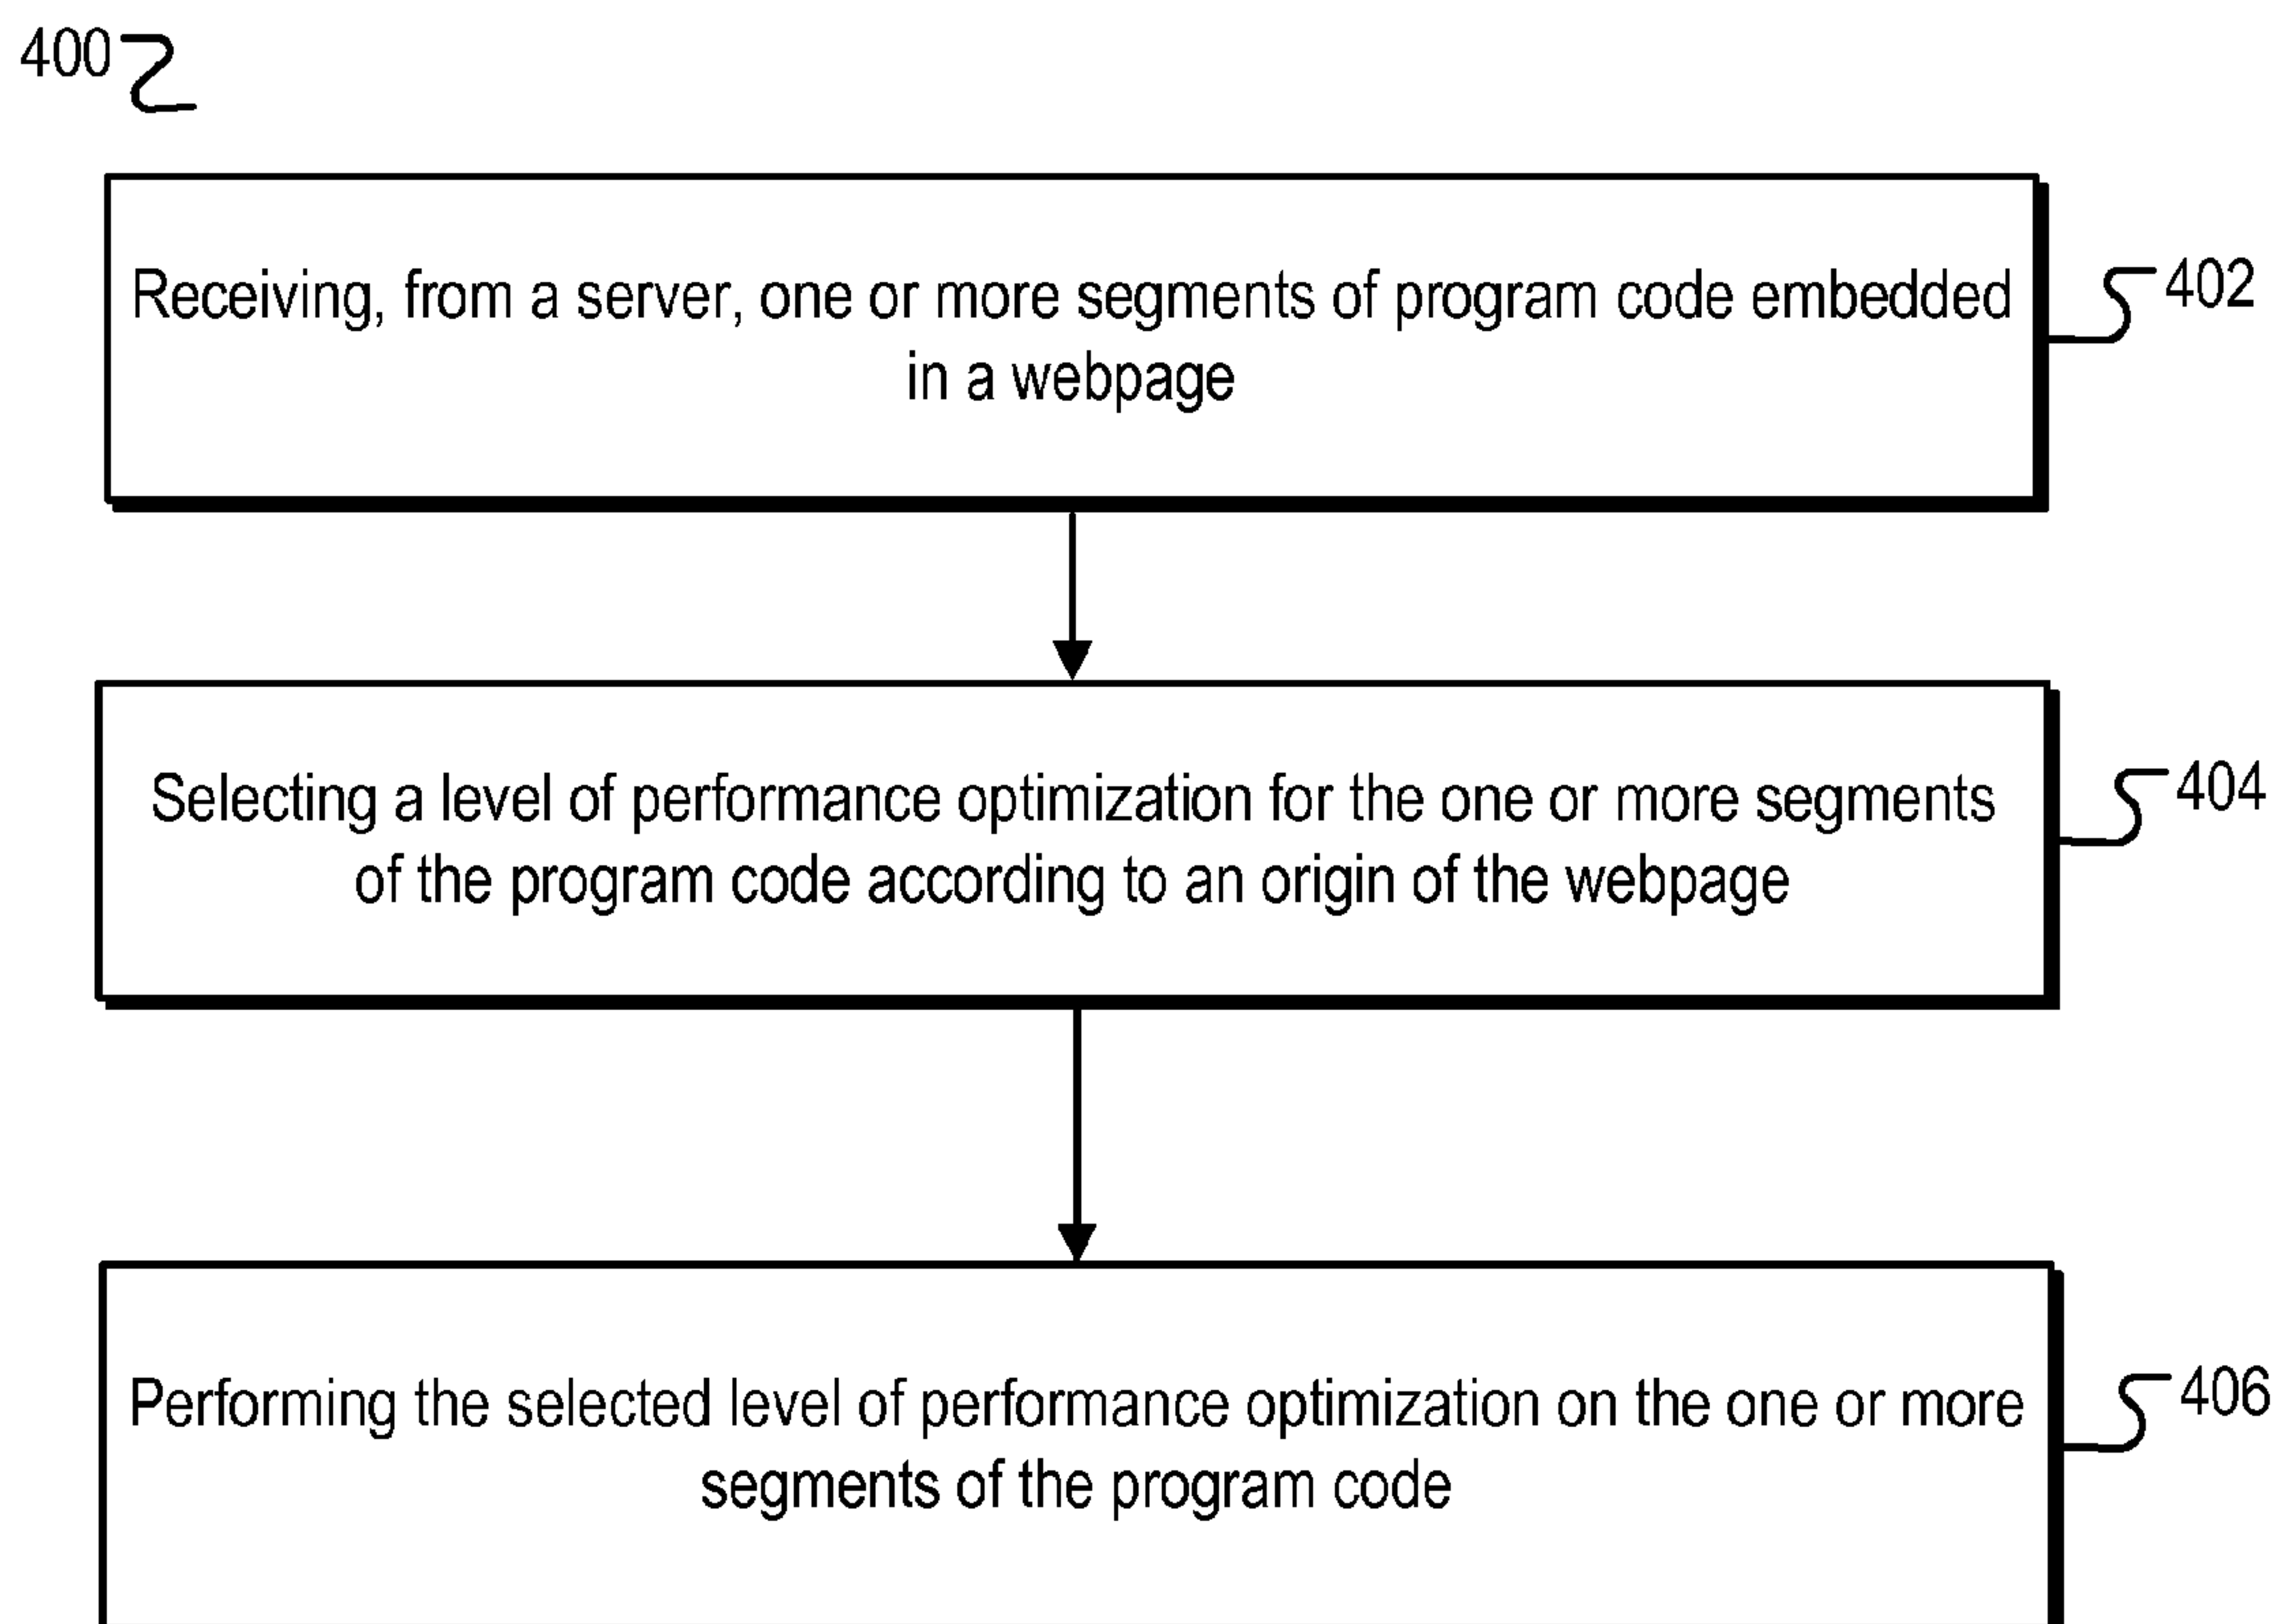 400
Receiving, from a server, one or more segments of program code embedded
in a webpage
402
Selecting a level of performance optimization for the one or more segments
of the program code according to an origin of the webpage
404
Performing the selected level of performance optimization on the one or more
segments of the program code
406